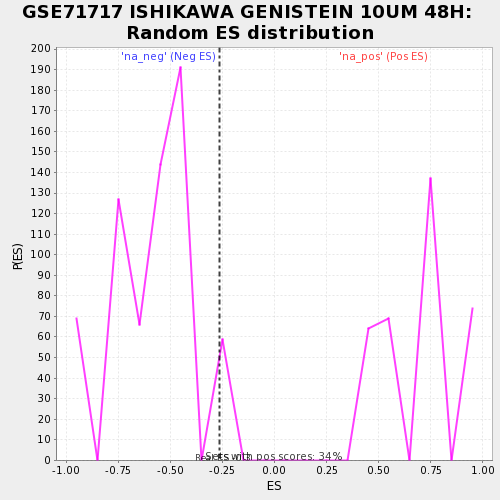 GSE71717 ISHIKAWA GENISTEIN 10UM 48H:
Random ES distribution
'na_neg' (Neg ES)
'na_pos' (Pos ES)
200
190
180
170
160
150
140
130
120
110
100
90
80
70
60
50
40
30
20
10
0
P(ES)
Sets with pos scores: 34%
-1.00 -0.75 -0.50 -0.25 0.00 0.25 0.50 0.75 1.00
ES